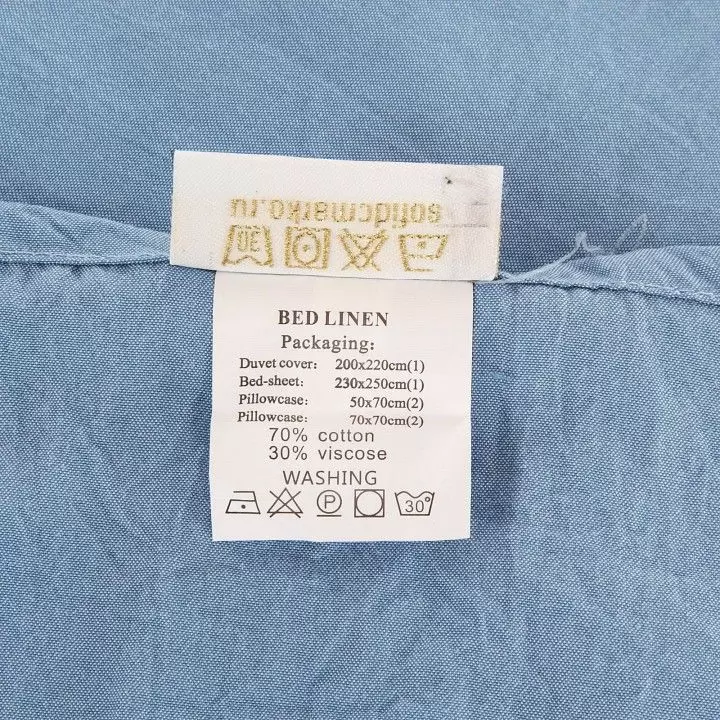 sofidemarko.ru
BED LINEN
Packaging:
Duvet cover: 200x220cm(1)
Bed-sheet: 230x250cm(1)
Pillowcase: 50x70cm(2)
Pillowcase: 70x70cm(2)
70% cotton
30% viscose
WASHING
P 30°